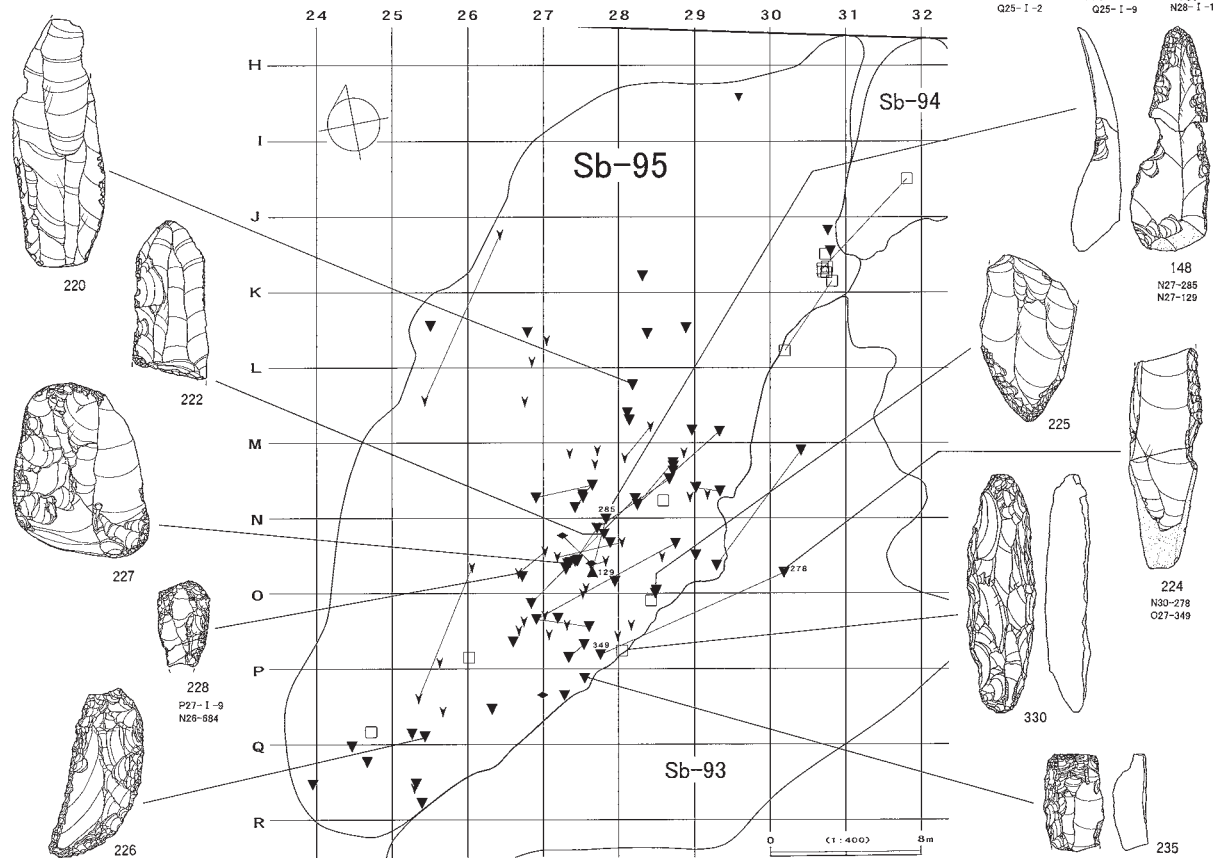 24 25 26 27 28 30 31 32
Q25-Ⅰ-2
Q25-Ⅰ-9
N28-Ⅰ-1
H
Sb-94
I
Sb-95
J
220
K
148
N27-285
N27-129
L
222
225
M
285
N
227
129
278
224
N30-278
O27-349
O
349
228
P27-Ⅰ-9
N26-684
P
330
Q
Sb-93
226
R
0 (1:400) 8m
235